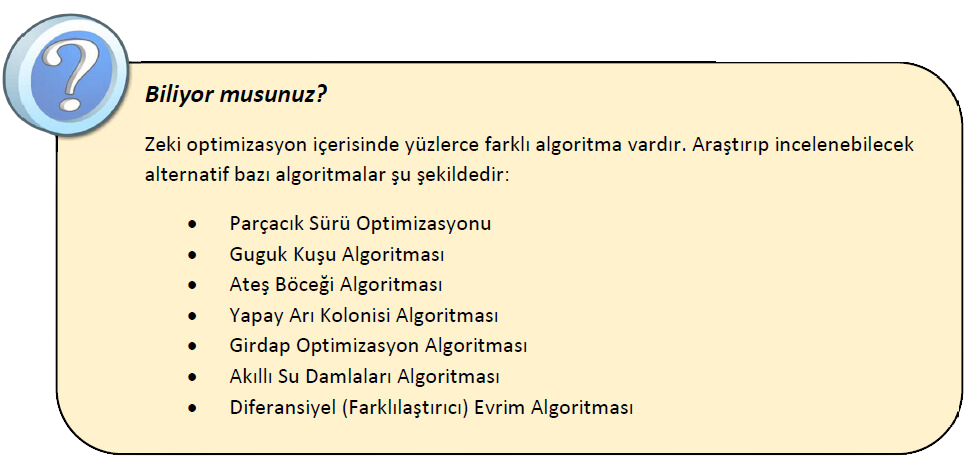 ?
Biliyor musunuz?
Zeki optimizasyon içerisinde yüzlerce farklı algoritma vardır. Araştırıp incelenebilecek
alternatif bazı algoritmalar şu şekildedir:
• Parçacık Sürü Optimizasyonu
• Guguk Kuşu Algoritması
• Ateş Böceği Algoritması
• Yapay Arı Kolonisi Algoritması
• Girdap Optimizasyon Algoritması
• Akıllı Su Damlaları Algoritması
• Diferansiyel (Farklılaştırıcı) Evrim Algoritması